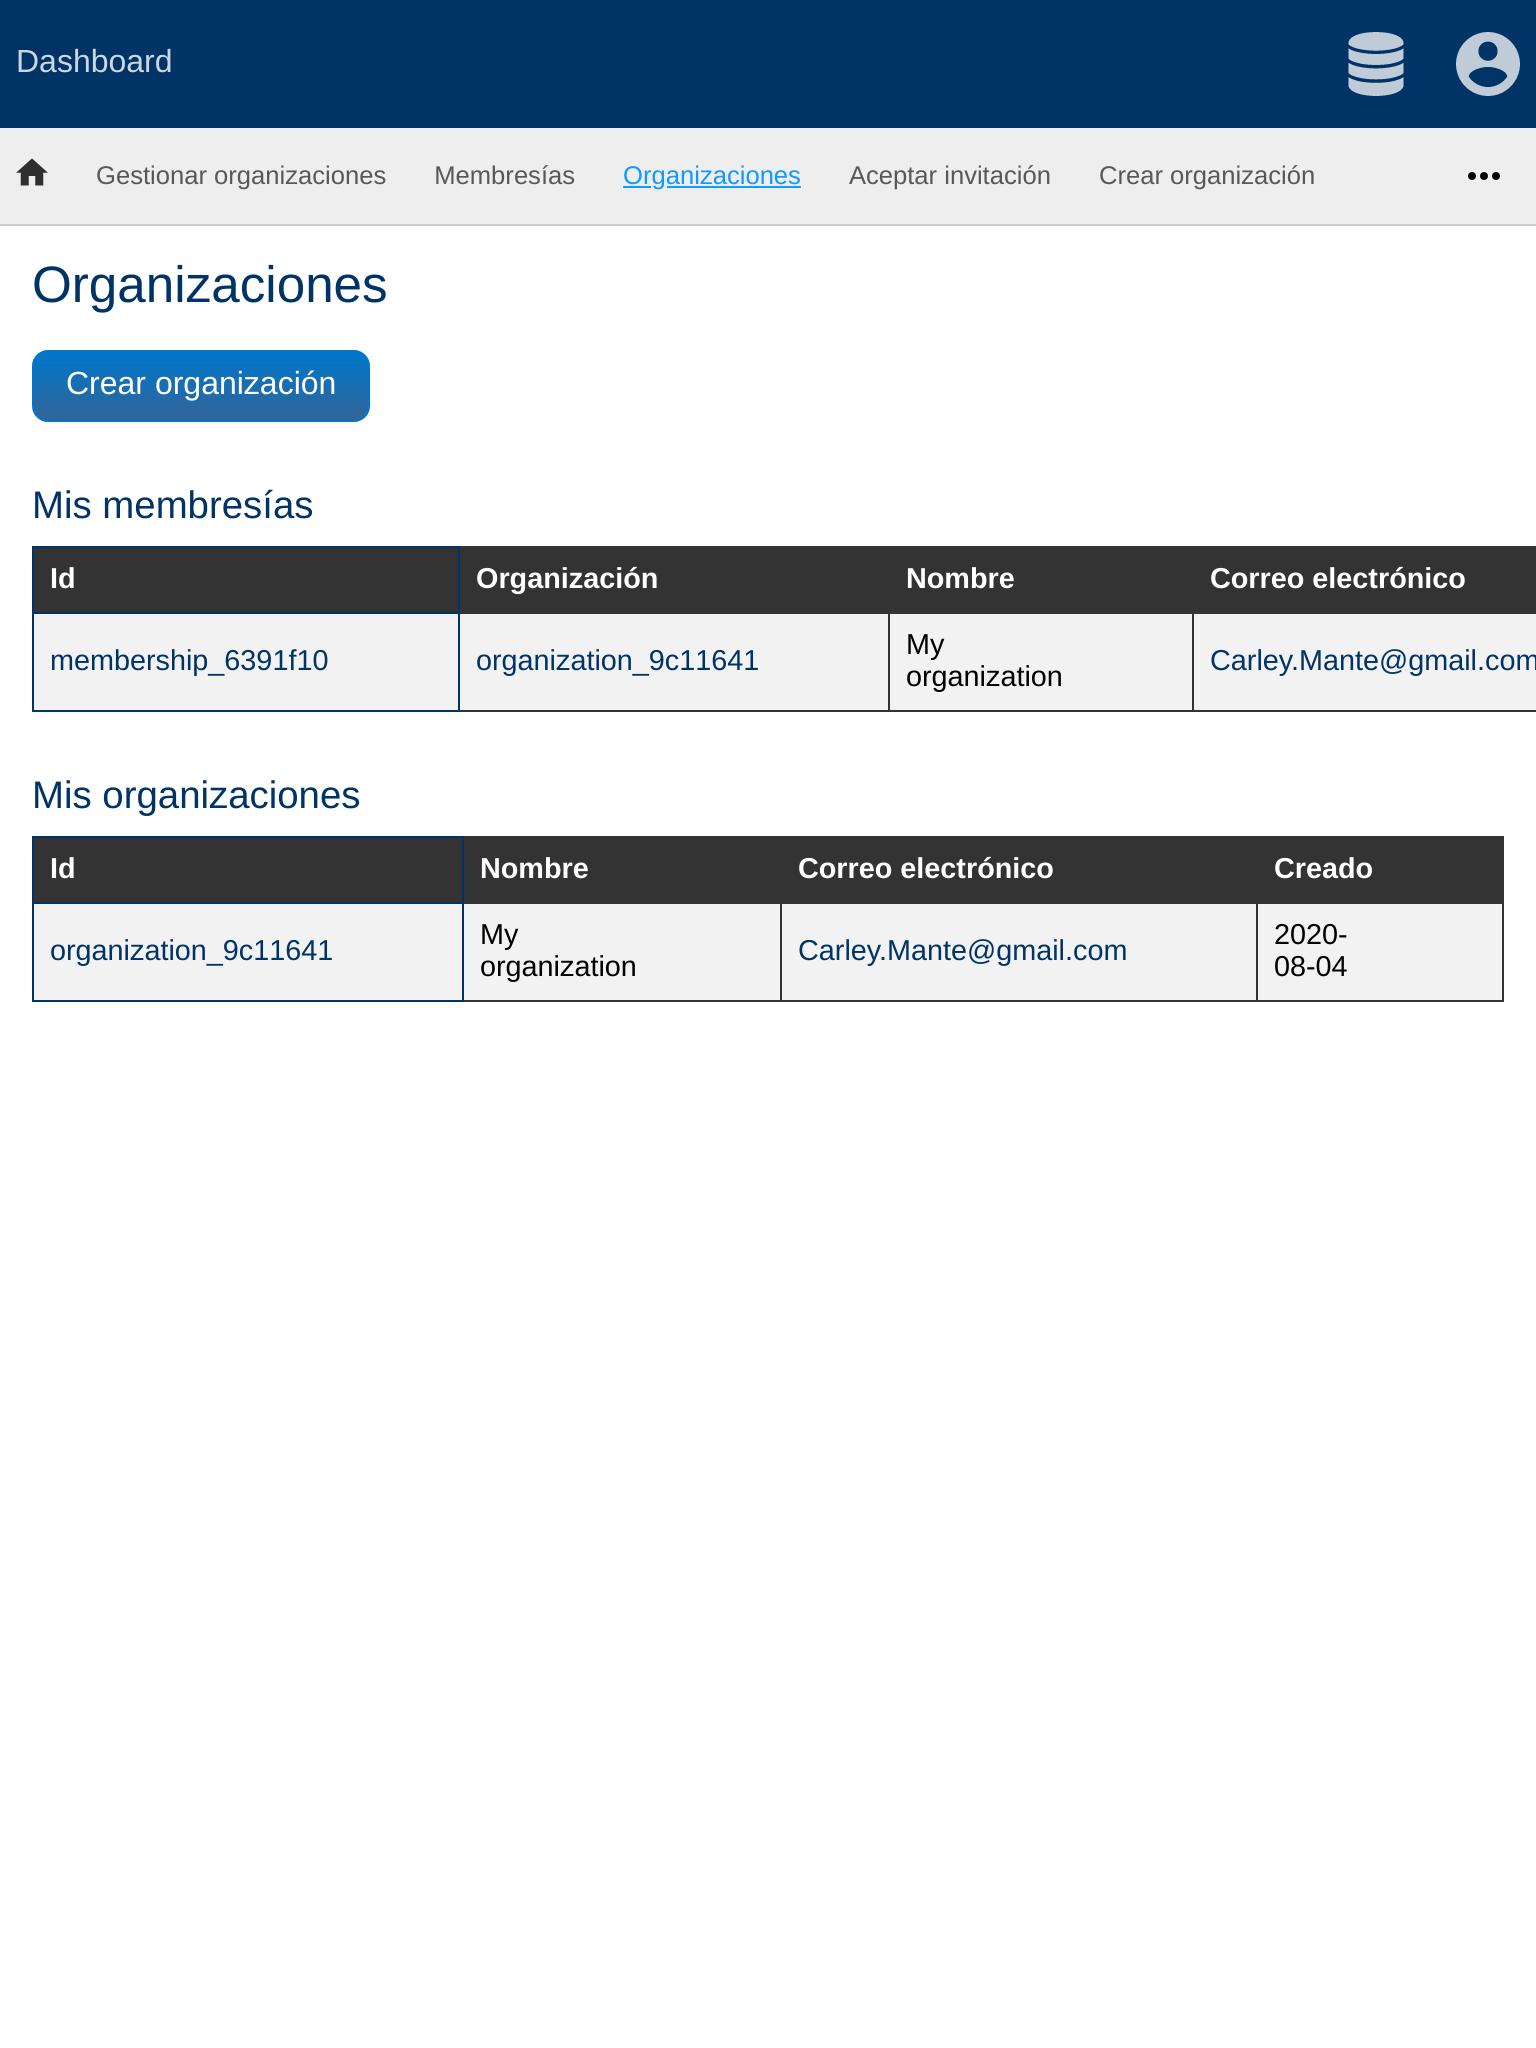 Dashboard
Gestionar organizaciones Membresías Organizaciones Aceptar invitación Crear organización
Organizaciones
Crear organización
Mis membresías
Id Organización Nombre Correo electrónico
membership_6391f10 organization_9c11641 My organization Carley.Mante@gmail.com
Mis organizaciones
Id Nombre Correo electrónico Creado
organization_9c11641 My organization Carley.Mante@gmail.com 2020-08-04